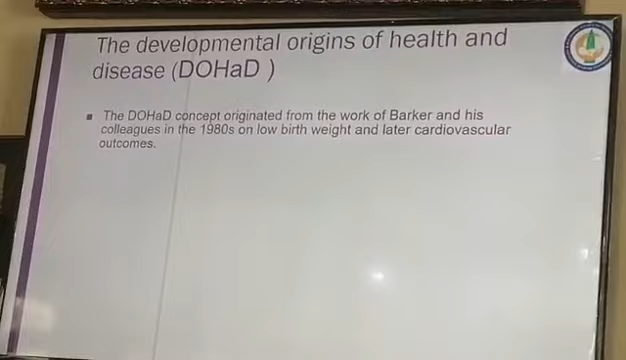 The developmental origins of health and
disease (DOHaD )
▪ The DOHaD concept originated from the work of Barker and his
colleagues in the 1980s on low birth weight and later cardiovascular
outcomes.